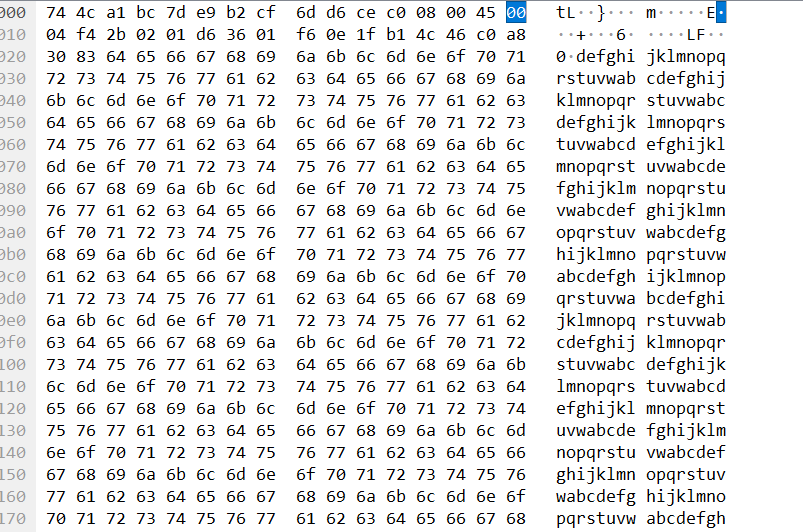 000 74 4c a1 bc 7d e9 b2 cf 6d d6 ce c0 08 00 45 00 tL··}··· m·····E·
010 04 f4 2b 02 01 d6 36 01 f6 0e 1f b1 4c 46 c0 a8 ··+···6· ····LF··
020 30 83 64 65 66 67 68 69 6a 6b 6c 6d 6e 6f 70 71 0·defghi jklmnopq
030 72 73 74 75 76 77 61 62 63 64 65 66 67 68 69 6a rstuvwab cdefghij
040 6b 6c 6d 6e 6f 70 71 72 73 74 75 76 77 61 62 63 klmnopqr stuvwabc
050 64 65 66 67 68 69 6a 6b 6c 6d 6e 6f 70 71 72 73 defghijk lmnopqrs
060 74 75 76 77 61 62 63 64 65 66 67 68 69 6a 6b 6c tuvwabcd efghijkl
070 6d 6e 6f 70 71 72 73 74 75 76 77 61 62 63 64 65 mnopqrst uvwabcde
080 66 67 68 69 6a 6b 6c 6d 6e 6f 70 71 72 73 74 75 fghijklm nopqrstu
090 76 77 61 62 63 64 65 66 67 68 69 6a 6b 6c 6d 6e vwabcdef ghijklmn
0a0 6f 70 71 72 73 74 75 76 77 61 62 63 64 65 66 67 opqrstuv wabcdefg
0b0 68 69 6a 6b 6c 6d 6e 6f 70 71 72 73 74 75 76 77 hijklmno pqrstuvw
0c0 61 62 63 64 65 66 67 68 69 6a 6b 6c 6d 6e 6f 70 abcdefgh ijklmnop
0d0 71 72 73 74 75 76 77 61 62 63 64 65 66 67 68 69 qrstuvwa bcdefghi
0e0 6a 6b 6c 6d 6e 6f 70 71 72 73 74 75 76 77 61 62 jklmnopq rstuvwab
0f0 63 64 65 66 67 68 69 6a 6b 6c 6d 6e 6f 70 71 72 cdefghij klmnopqr
100 73 74 75 76 77 61 62 63 64 65 66 67 68 69 6a 6b stuvwabc defghijk
110 6c 6d 6e 6f 70 71 72 73 74 75 76 77 61 62 63 64 lmnopqrs tuvwabcd
120 65 66 67 68 69 6a 6b 6c 6d 6e 6f 70 71 72 73 74 efghijkl mnopqrst
130 75 76 77 61 62 63 64 65 66 67 68 69 6a 6b 6c 6d uvwabcde fghijklm
140 6e 6f 70 71 72 73 74 75 76 77 61 62 63 64 65 66 nopqrstu vwabcdef
150 67 68 69 6a 6b 6c 6d 6e 6f 70 71 72 73 74 75 76 ghijklmn opqrstuv
160 77 61 62 63 64 65 66 67 68 69 6a 6b 6c 6d 6e 6f wabcdefg hijklmno
170 70 71 72 73 74 75 76 77 61 62 63 64 65 66 67 68 pqrstuvw abcdefgh